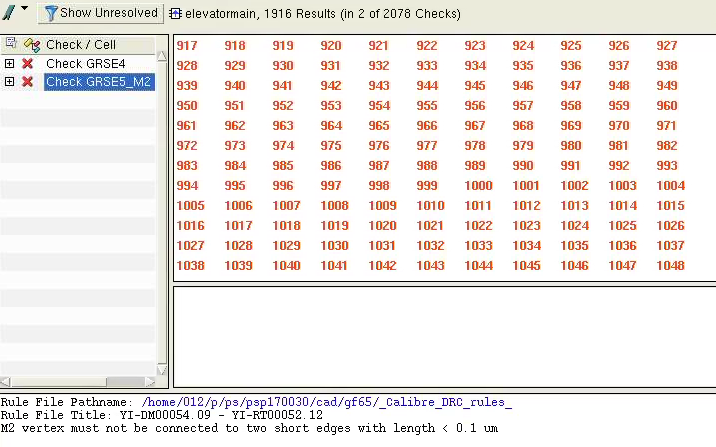 Show Unresolved elevatormain, 1916 Results (in 2 of 2078 Checks)
Check / Cell
Check GRSE4
Check GRSE5_M2
917 918 919 920 921 922 923 924 925 926 927
928 929 930 931 932 933 934 935 936 937 938
939 940 941 942 943 944 945 946 947 948 949
950 951 952 953 954 955 956 957 958 959 960
961 962 963 964 965 966 967 968 969 970 971
972 973 974 975 976 977 978 979 980 981 982
983 984 985 986 987 988 989 990 991 992 993
994 995 996 997 998 999 1000 1001 1002 1003 1004
1005 1006 1007 1008 1009 1010 1011 1012 1013 1014 1015
1016 1017 1018 1019 1020 1021 1022 1023 1024 1025 1026
1027 1028 1029 1030 1031 1032 1033 1034 1035 1036 1037
1038 1039 1040 1041 1042 1043 1044 1045 1046 1047 1048
Rule File Pathname: /home/012/p/ps/psp170030/cad/gf65/_Calibre_DRC_rules_
Rule File Title: YI-DM00054.09 - YI-RT00052.12
M2 vertex must not be connected to two short edges with length < 0.1 um